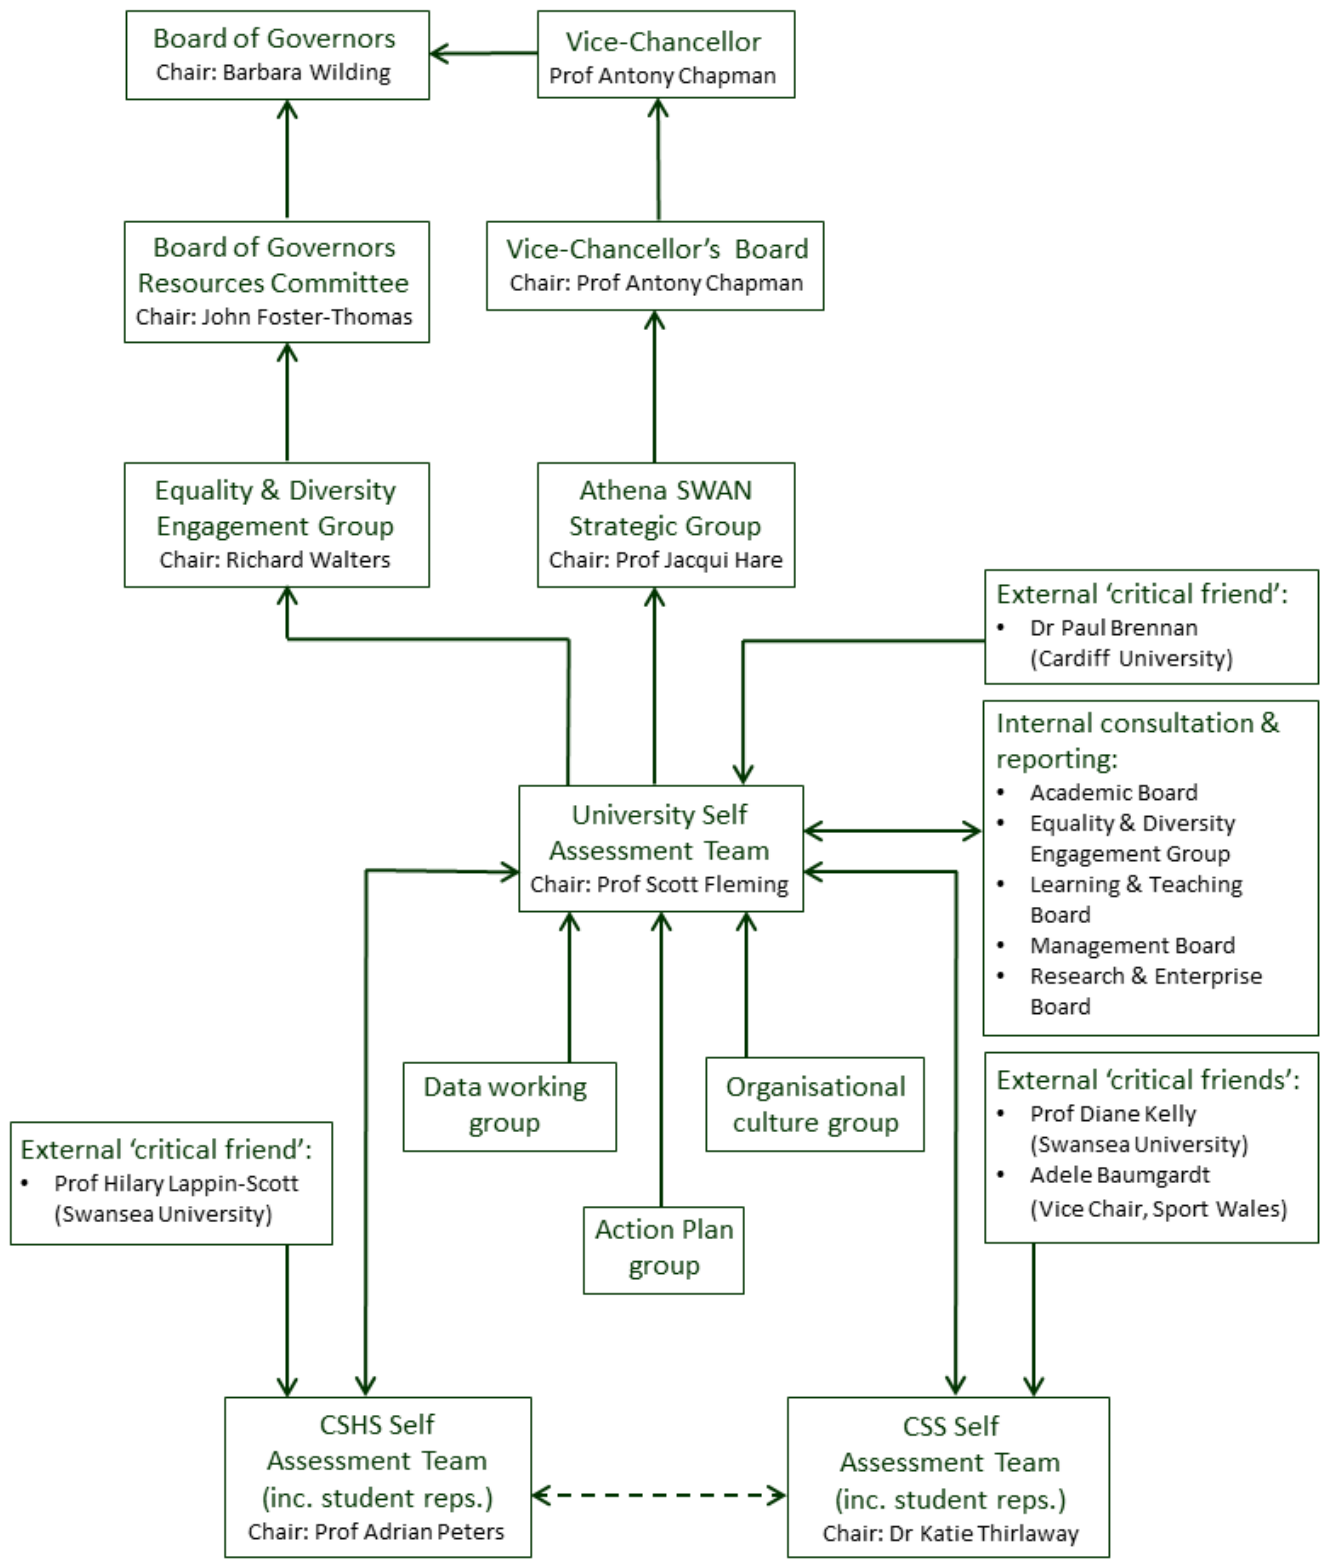 Board of Governors
Chair: Barbara Wilding
Vice-Chancellor
Prof Antony Chapman
Board of Governors
Resources Committee
Chair: John Foster-Thomas
Vice-Chancellor’s Board
Chair: Prof Antony Chapman
Equality & Diversity
Engagement Group
Chair: Richard Walters
Athena SWAN
Strategic Group
Chair: Prof Jacqui Hare
External ‘critical friend’:
• Dr Paul Brennan
(Cardiff University)
Internal consultation &
reporting:
• Academic Board
• Equality & Diversity
Engagement Group
• Learning & Teaching
Board
• Management Board
• Research & Enterprise
Board
University Self
Assessment Team
Chair: Prof Scott Fleming
Data working
group
Organisational
culture group
External ‘critical friends’:
• Prof Diane Kelly
(Swansea University)
• Adele Baumgardt
(Vice Chair, Sport Wales)
External ‘critical friend’:
• Prof Hilary Lappin-Scott
(Swansea University)
Action Plan
group
CSHS Self
Assessment Team
(inc. student reps.)
Chair: Prof Adrian Peters
CSS Self
Assessment Team
(inc. student reps.)
Chair: Dr Katie Thirlaway